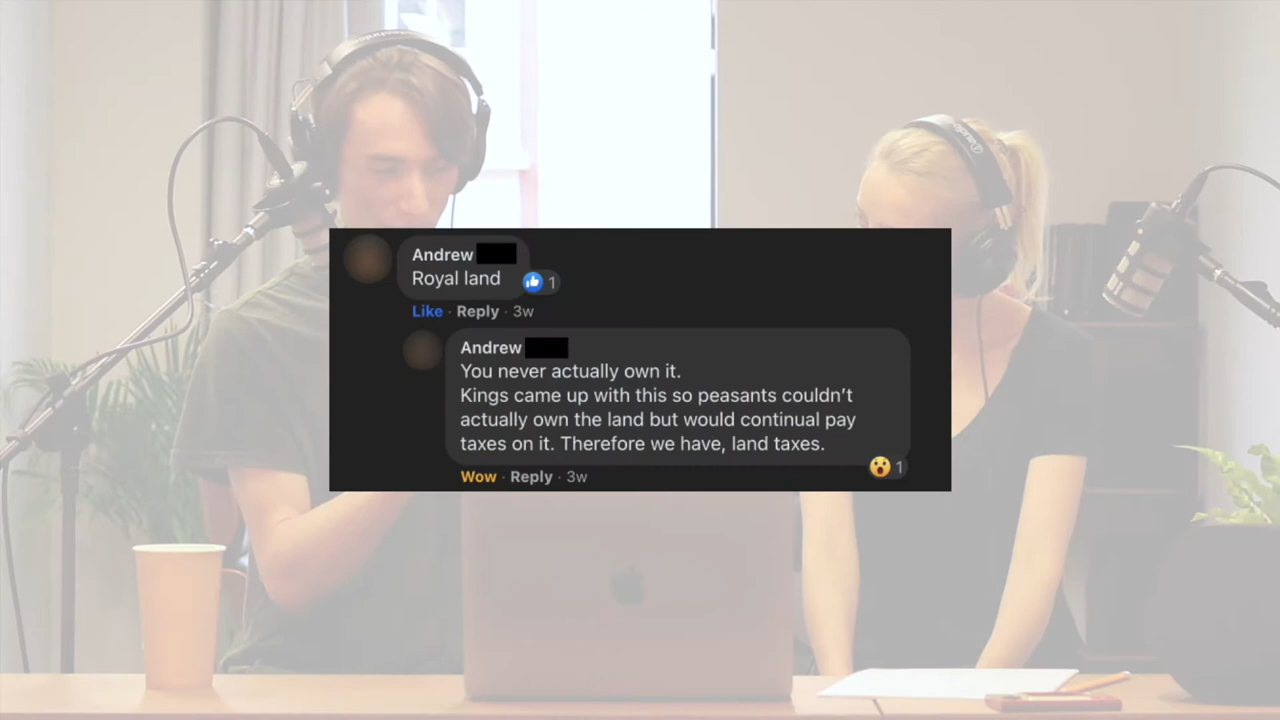 Andrew
Royal land
1
Like · Reply · 3w
Andrew
You never actually own it.
Kings came up with this so peasants couldn't
actually own the land but would continual pay
taxes on it. Therefore we have, land taxes.
1
Wow · Reply · 3w